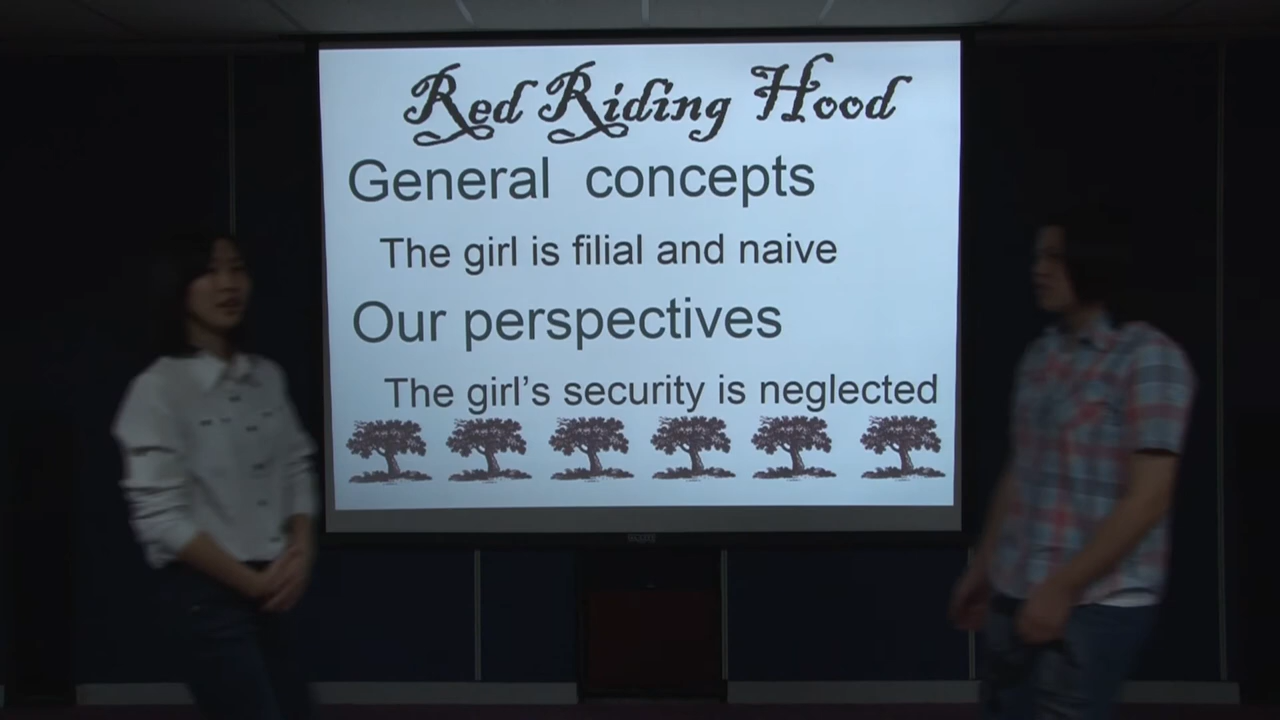 Red Riding Hood
General concepts
The girl is filial and naive
Our perspectives
The girl's security is neglected